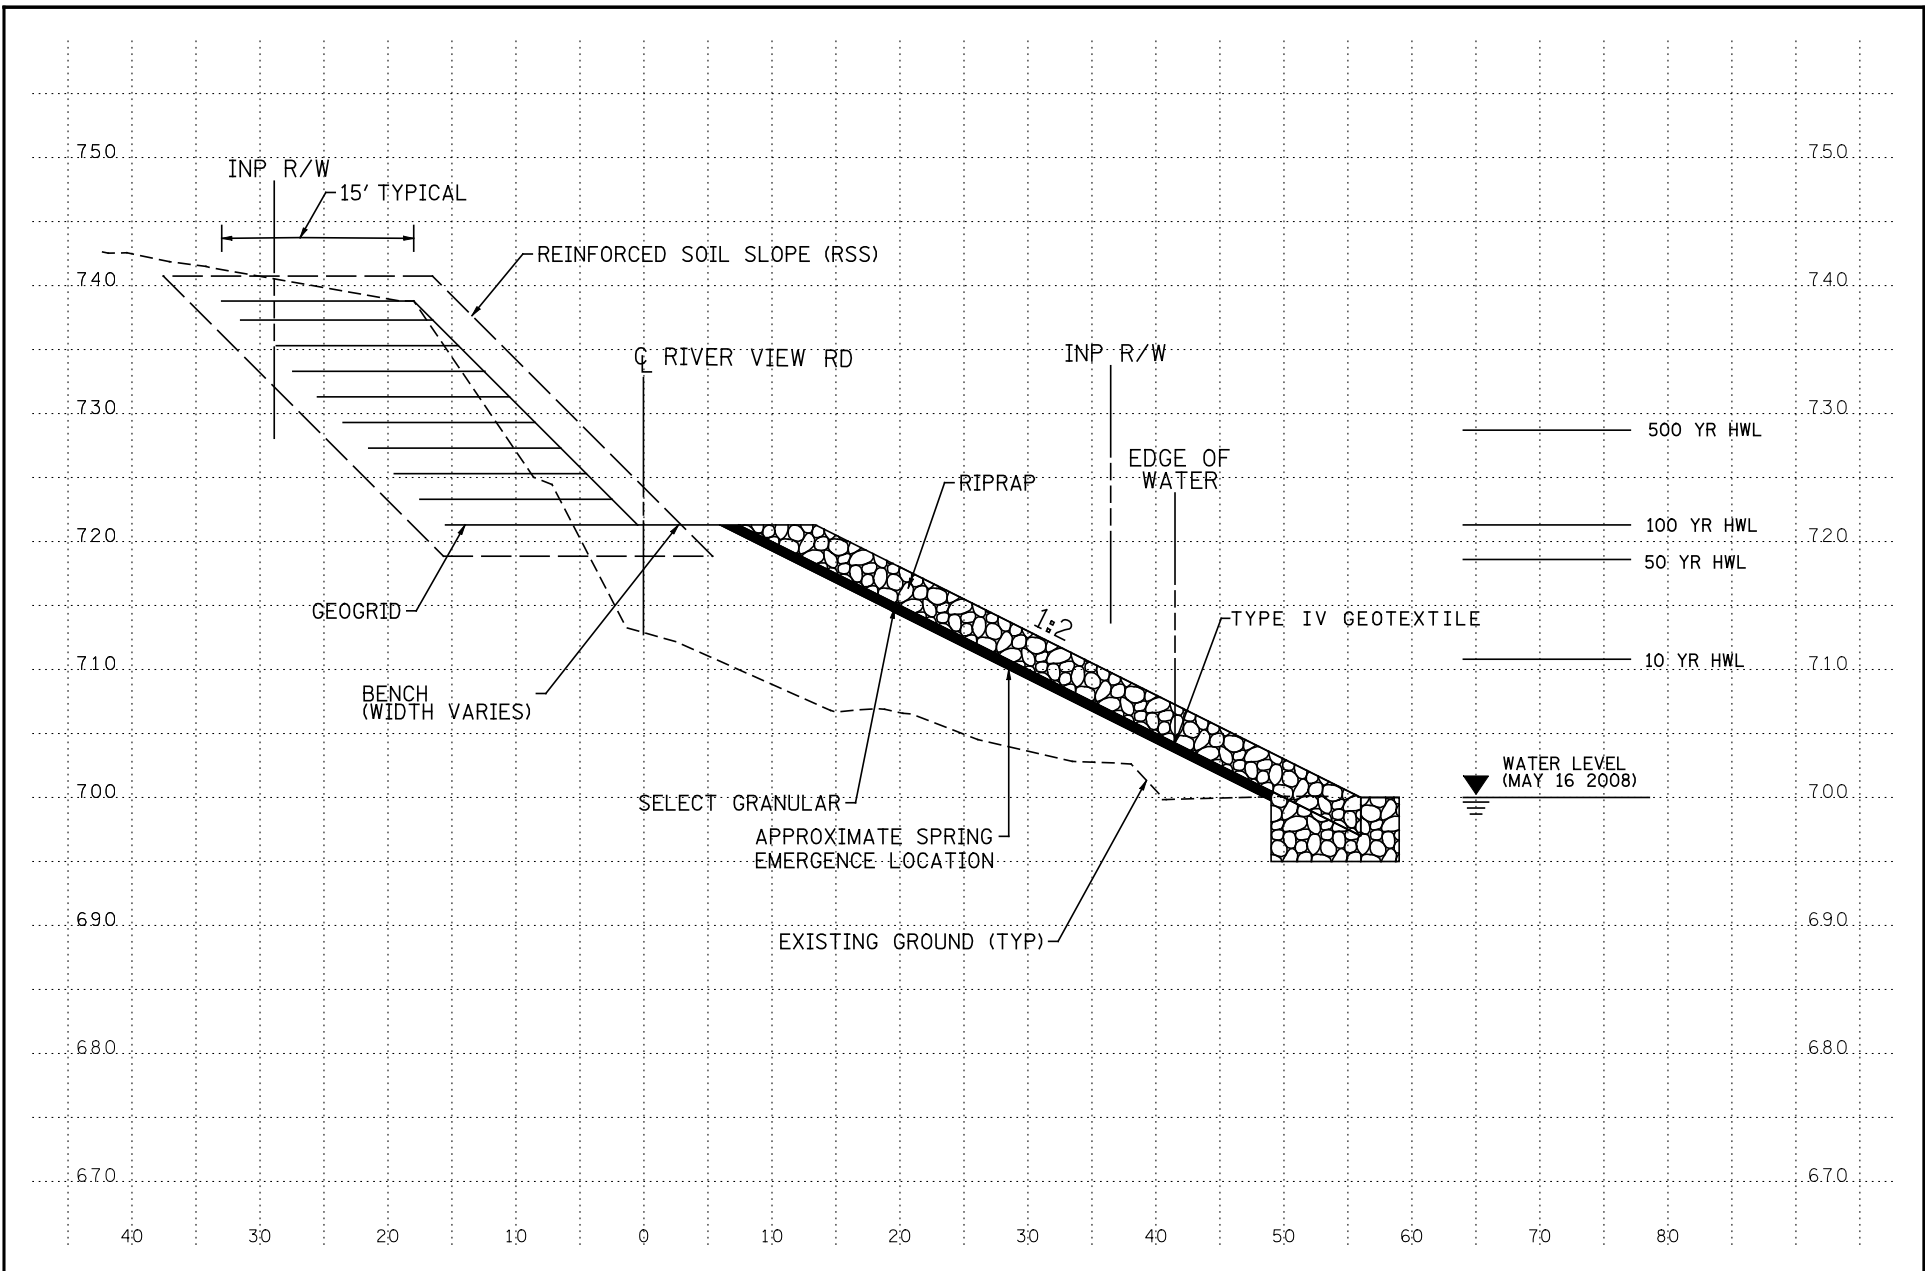 750 750
INP R/W
15' TYPICAL
REINFORCED SOIL SLOPE (RSS)
740 740
℄ RIVER VIEW RD
INP R/W
730 730
500 YR HWL
EDGE OF
WATER
RIPRAP
100 YR HWL
720 720
50 YR HWL
GEOGRID
1:2
TYPE IV GEOTEXTILE
710 710
10 YR HWL
BENCH
(WIDTH VARIES)
WATER LEVEL
(MAY 16 2008)
700 700
SELECT GRANULAR
APPROXIMATE SPRING
EMERGENCE LOCATION
690 690
EXISTING GROUND (TYP)
680 680
670 670
40 30 20 10 0 10 20 30 40 50 60 70 80